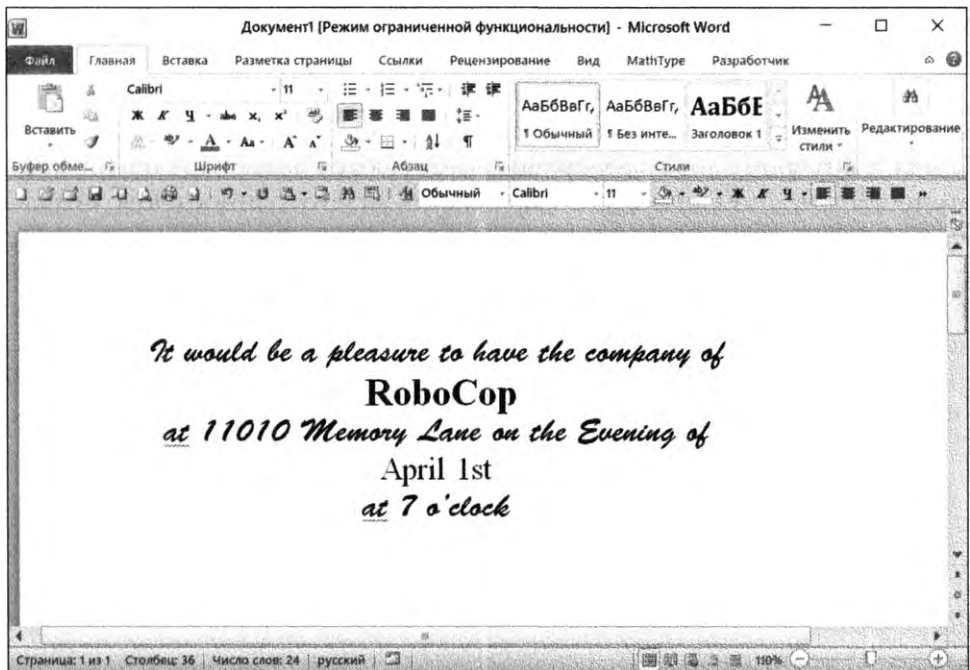 Документ1 [Режим ограниченной функциональности] - Microsoft Word
Файл Главная Вставка Разметка страницы Ссылки Рецензирование Вид MathType Разработчик
Calibri 11
Вставить
Ж К Ч abc x, x²
Aa A A
АаБбВвГг, АаБбВвГг, АаБбЕ
¶ Обычный ¶ Без инте... Заголовок 1
Изменить стили
Редактирование
Буфер обме... Шрифт Абзац Стили
Обычный Calibri 11 Ж К Ч
It would be a pleasure to have the company of
RoboCop
at 11010 Memory Lane on the Evening of
April 1st
at 7 o'clock
Страница: 1 из 1 Столбец: 36 Число слов: 24 русский 110%